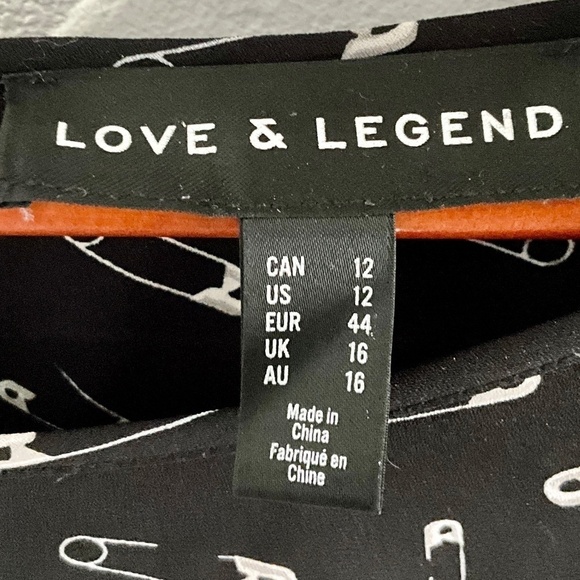 LOVE & LEGEND
CAN 12
US 12
EUR 44
UK 16
AU 16
Made in
China
Fabriqué en
Chine